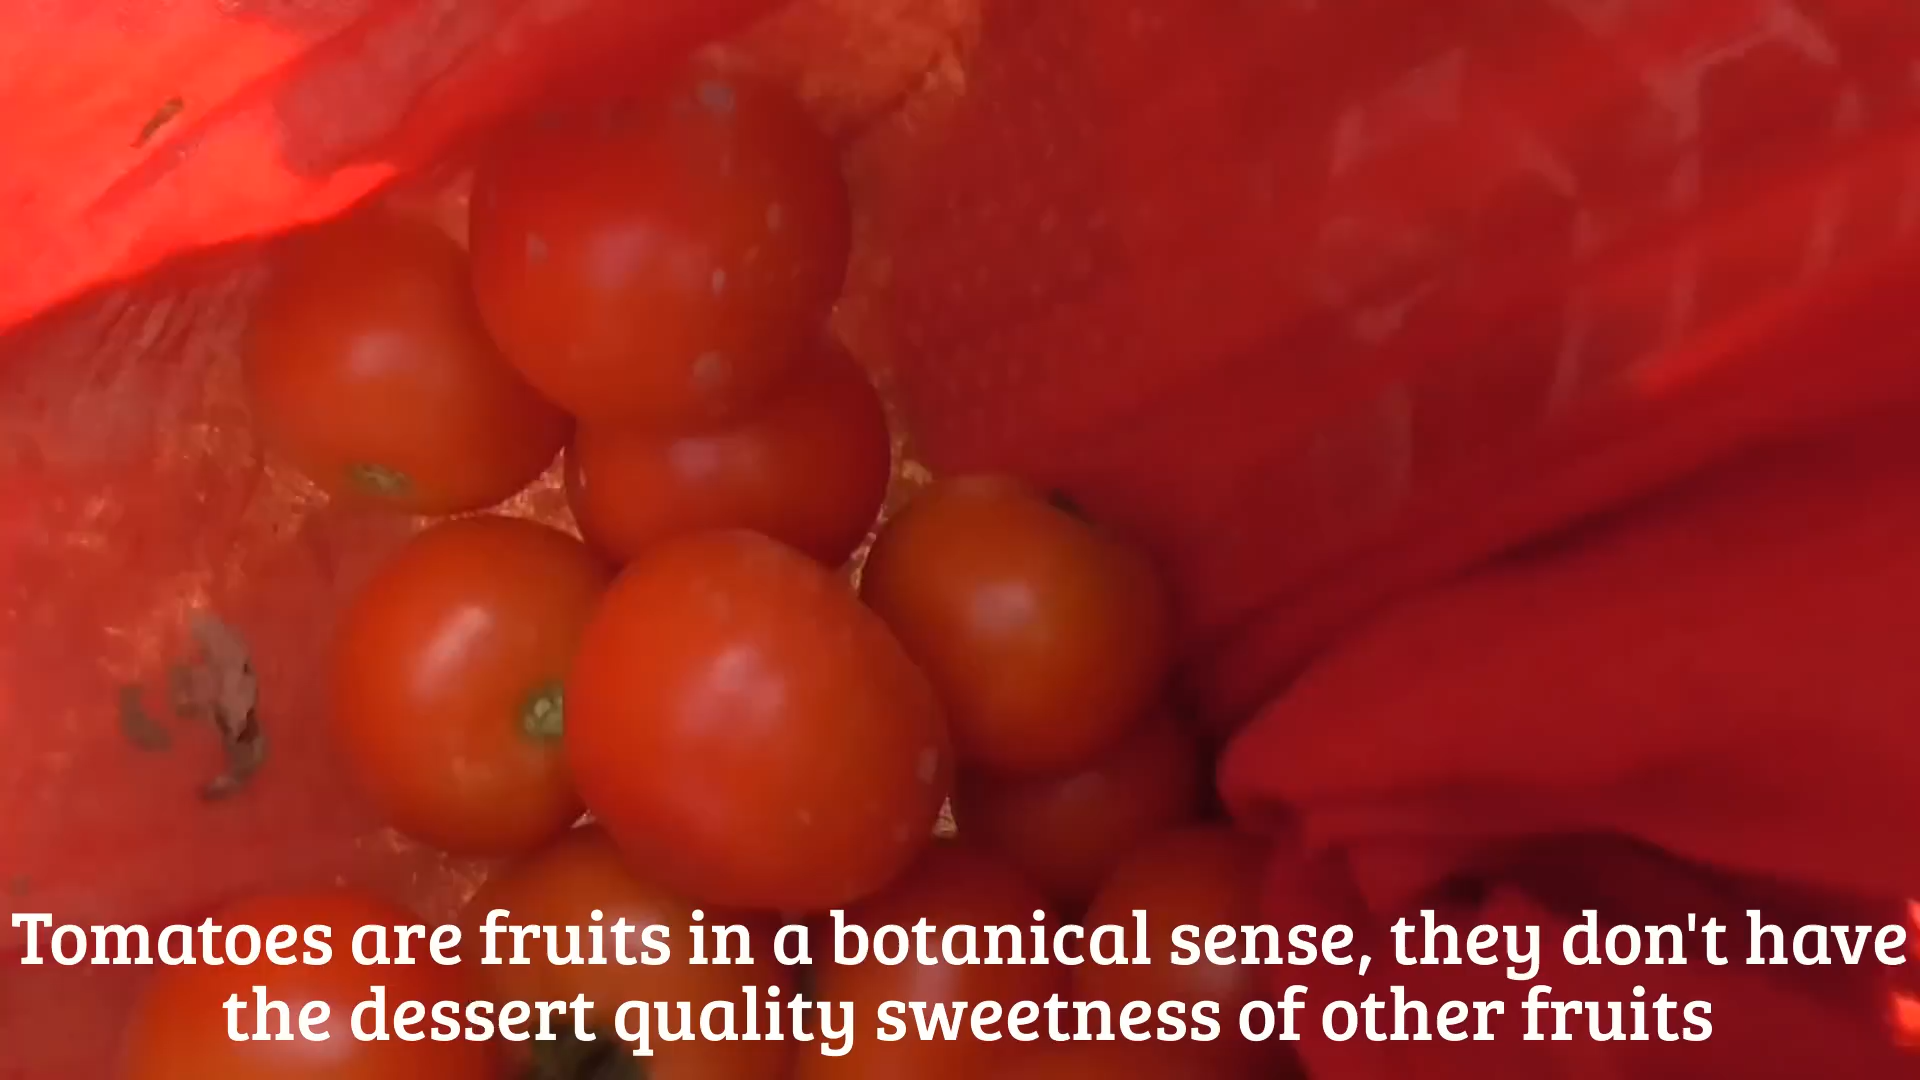 Tomatoes are fruits in a botanical sense, they don't have
the dessert quality sweetness of other fruits